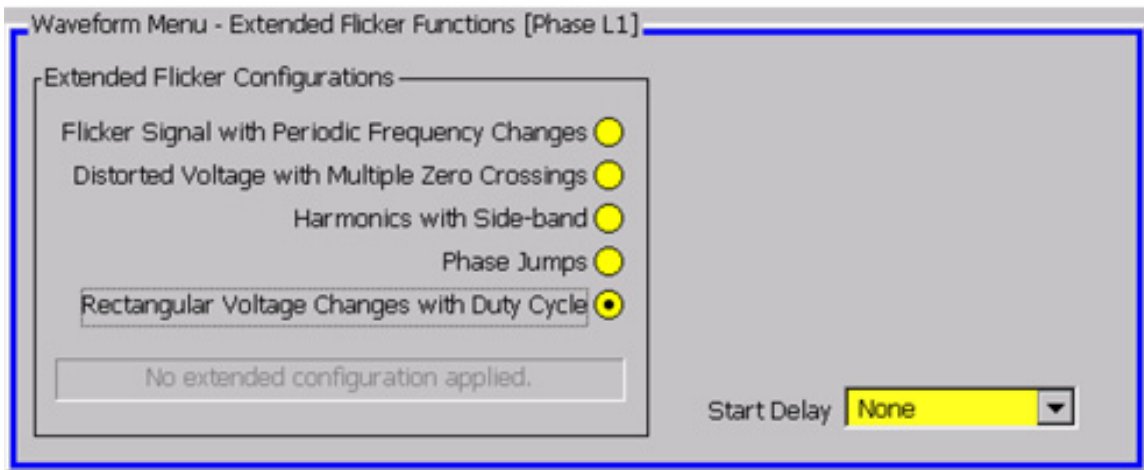 Waveform Menu - Extended Flicker Functions [Phase L1]
Extended Flicker Configurations
Flicker Signal with Periodic Frequency Changes
Distorted Voltage with Multiple Zero Crossings
Harmonics with Side-band
Phase Jumps
Rectangular Voltage Changes with Duty Cycle
No extended configuration applied.
Start Delay None